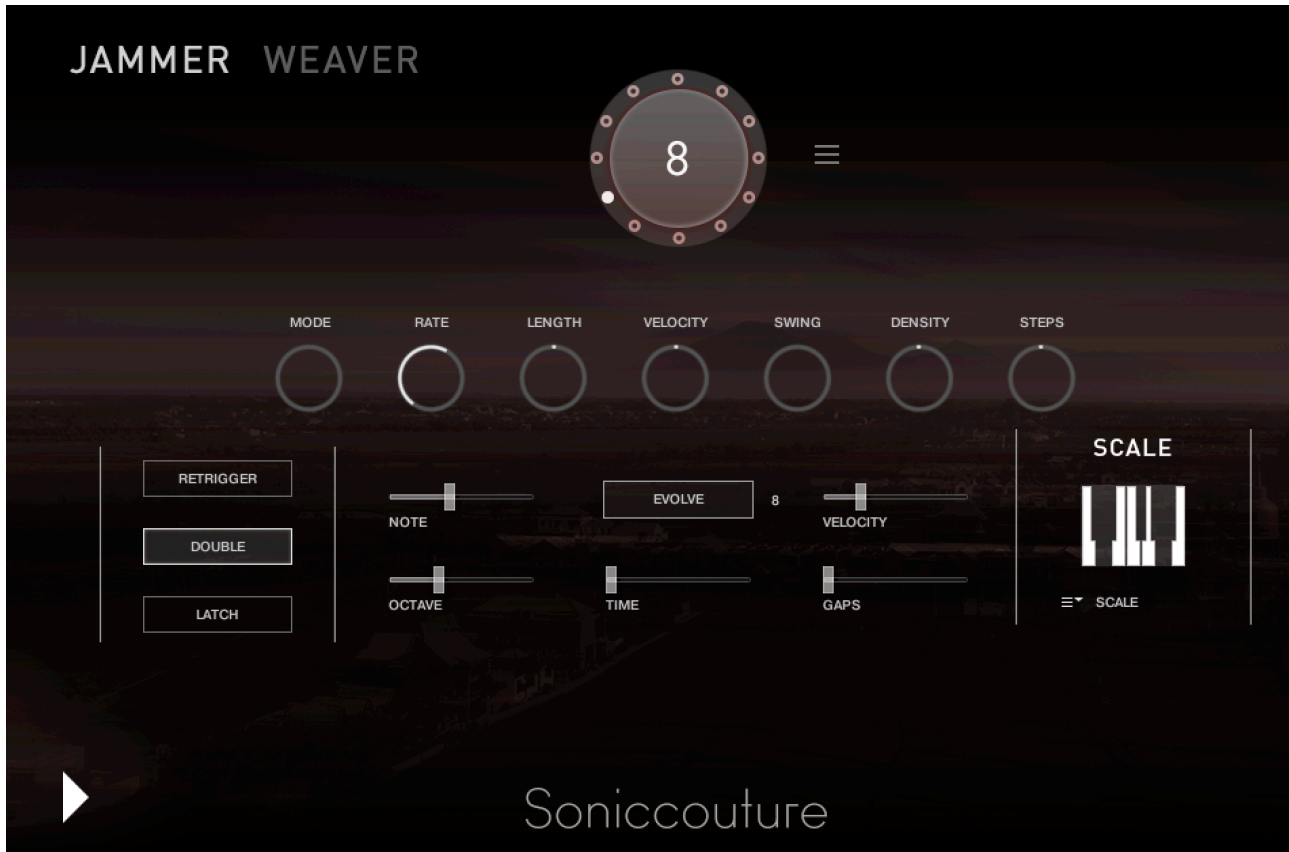 JAMMER WEAVER
8
MODE RATE LENGTH VELOCITY SWING DENSITY STEPS
SCALE
RETRIGGER
EVOLVE 8
NOTE VELOCITY
DOUBLE
OCTAVE TIME GAPS
SCALE
LATCH
Soniccouture